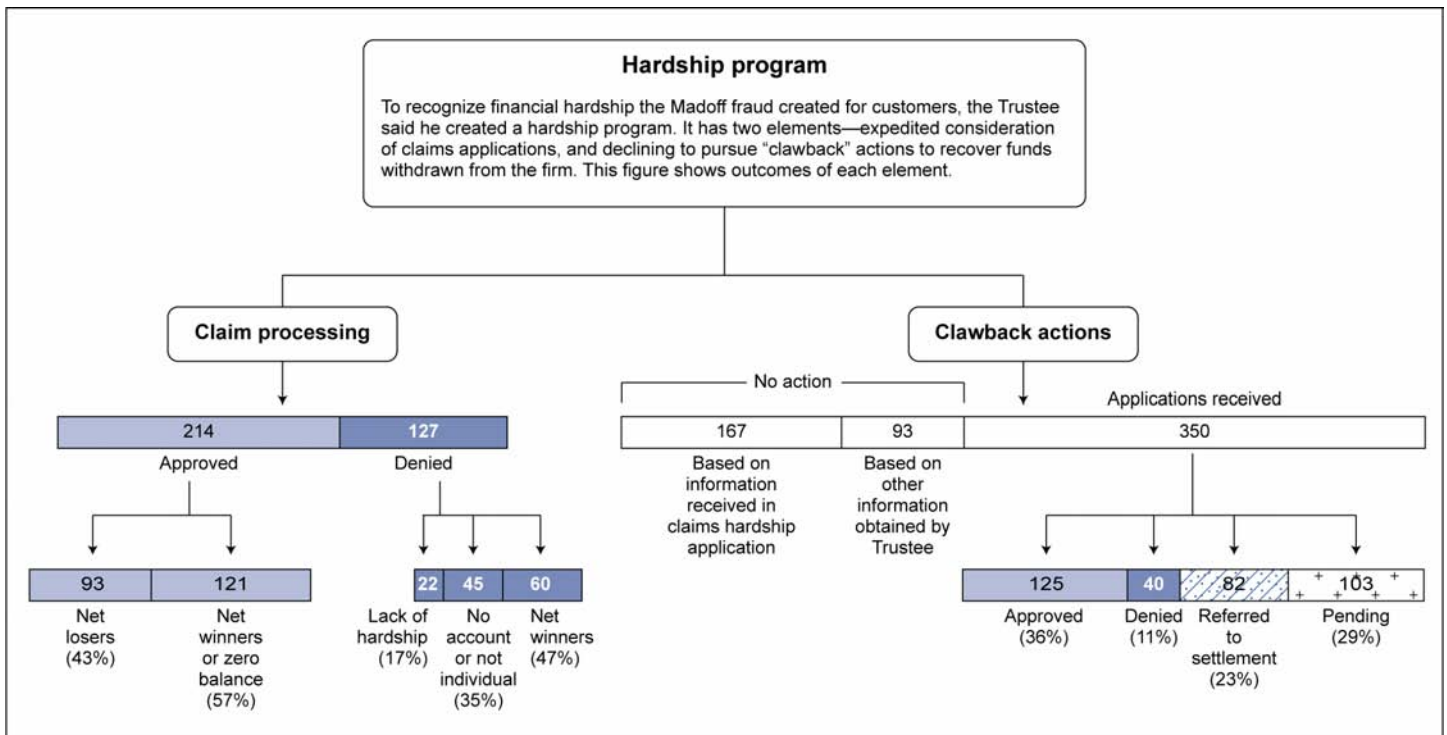 Hardship program
To recognize financial hardship the Madoff fraud created for customers, the Trustee
said he created a hardship program. It has two elements—expedited consideration
of claims applications, and declining to pursue “clawback” actions to recover funds
withdrawn from the firm. This figure shows outcomes of each element.
Claim processing
214
127
Approved
Denied
93
121
Net
losers
(43%)
Net
winners
or zero
balance
(57%)
22
45
60
Lack of
hardship
(17%)
No
account
or not
individual
(35%)
Net
winners
(47%)
Clawback actions
No action
Applications received
167
93
350
Based on
information
received in
claims hardship
application
Based on
other
information
obtained by
Trustee
125
40
82
103
Approved
(36%)
Denied
(11%)
Referred
to
settlement
(23%)
Pending
(29%)